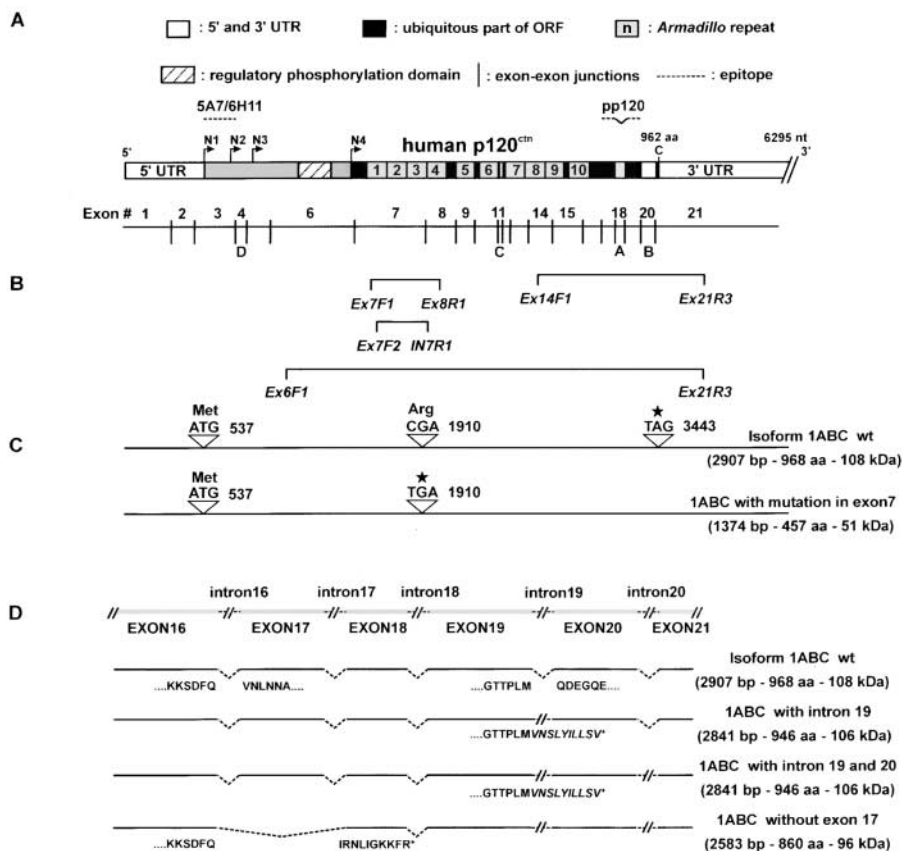 A
: 5' and 3' UTR
: ubiquitous part of ORF
n : Armadillo repeat
: regulatory phosphorylation domain
: exon-exon junctions
: epitope
5A7/6H11
pp120
N1 N2 N3 N4
human p120ctn
962 aa
C
6295 nt
5' 3'
5' UTR 1 2 3 4 5 6 7 8 9 10 3' UTR
Exon # 1 2 3 4 6 7 8 9 11 14 15 18 20 21
D C A B
B
Ex7F1 Ex8R1 Ex14F1 Ex21R3
Ex7F2 IN7R1
Ex6F1 Ex21R3
C
Met Arg ★
ATG 537 CGA 1910 TAG 3443
Isoform 1ABC wt
(2907 bp - 968 aa - 108 kDa)
Met ★
ATG 537 TGA 1910
1ABC with mutation in exon7
(1374 bp - 457 aa - 51 kDa)
D
intron16 intron17 intron18 intron19 intron20
EXON16 EXON17 EXON18 EXON19 EXON20 EXON21
Isoform 1ABC wt
(2907 bp - 968 aa - 108 kDa)
....KKSDFQ VNLNNA.... ....GTTPLM QDEGQE....
1ABC with intron 19
(2841 bp - 946 aa - 106 kDa)
....GTTPLMVNSLYILLSV*
1ABC with intron 19 and 20
(2841 bp - 946 aa - 106 kDa)
....GTTPLMVNSLYILLSV*
1ABC without exon 17
(2583 bp - 860 aa - 96 kDa)
....KKSDFQ IRNLIGKKFR*